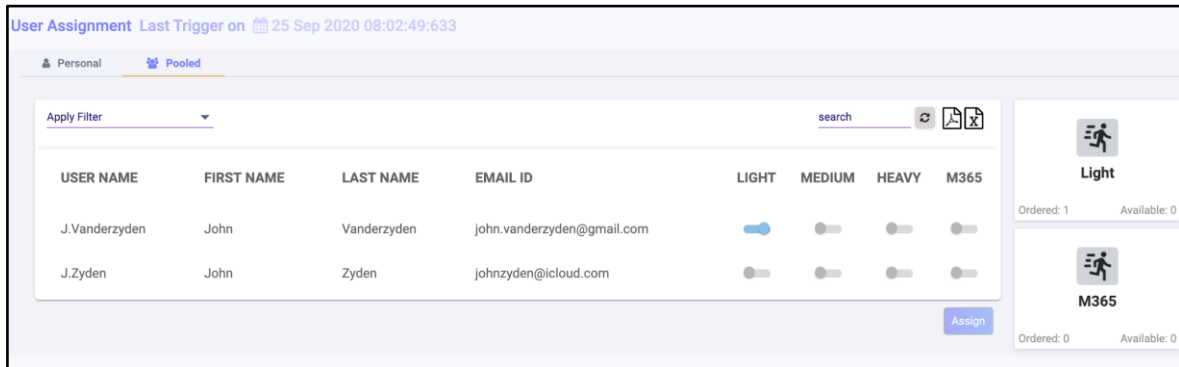 User Assignment Last Trigger on 25 Sep 2020 08:02:49:633
Personal Pooled
Apply Filter search
USER NAME FIRST NAME LAST NAME EMAIL ID LIGHT MEDIUM HEAVY M365
J.Vanderzyden John Vanderzyden john.vanderzyden@gmail.com
J.Zyden John Zyden johnzyden@icloud.com
Assign
Light
Ordered: 1 Available: 0
M365
Ordered: 0 Available: 0